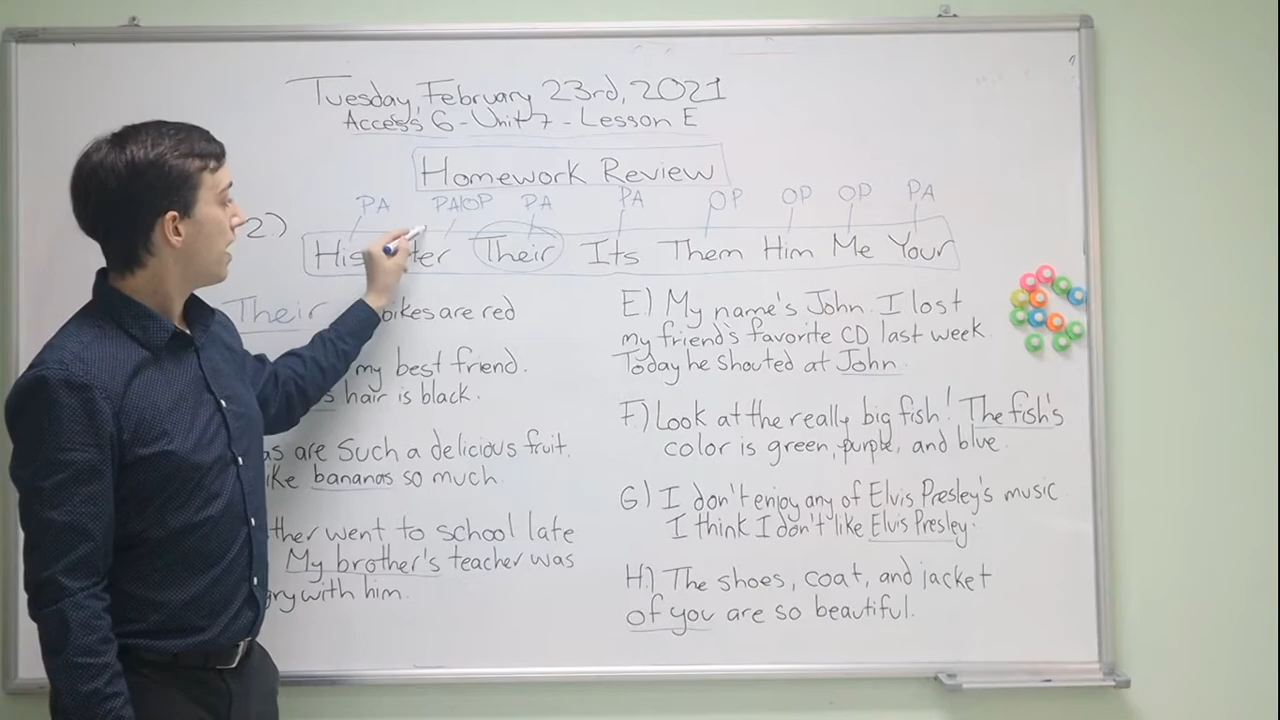 Tuesday, February 23rd, 2021
Access 6 - Unit 7 - Lesson E
Homework Review
PA PA/OP PA PA OP OP OP PA
2.)
His Her Their Its Them Him Me Your
Their bikes are red
my best friend.
hair is black.
are such a delicious fruit.
bananas so much.
went to school late
My brother's teacher was
with him.
E.) My name's John. I lost
my friend's favorite CD last week.
Today he shouted at John.
F.) Look at the really big fish! The fish's
color is green, purple, and blue.
G.) I don't enjoy any of Elvis Presley's music
I think I don't like Elvis Presley.
H.) The shoes, coat, and jacket
of you are so beautiful.